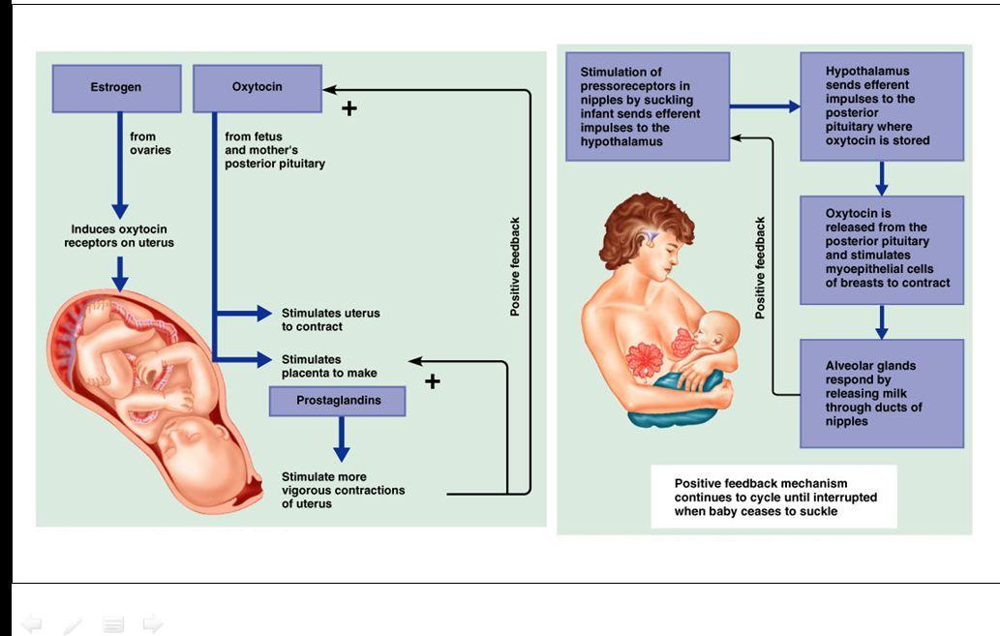 Estrogen
Oxytocin
+
from
ovaries
from fetus
and mother's
posterior pituitary
Induces oxytocin
receptors on uterus
Positive feedback
Stimulates uterus
to contract
Stimulates
placenta to make
+
Prostaglandins
Stimulate more
vigorous contractions
of uterus
Stimulation of
pressoreceptors in
nipples by suckling
infant sends efferent
impulses to the
hypothalamus
Hypothalamus
sends efferent
impulses to the
posterior
pituitary where
oxytocin is stored
Oxytocin is
released from the
posterior pituitary
and stimulates
myoepithelial cells
of breasts to contract
Positive feedback
Alveolar glands
respond by
releasing milk
through ducts of
nipples
Positive feedback mechanism
continues to cycle until interrupted
when baby ceases to suckle